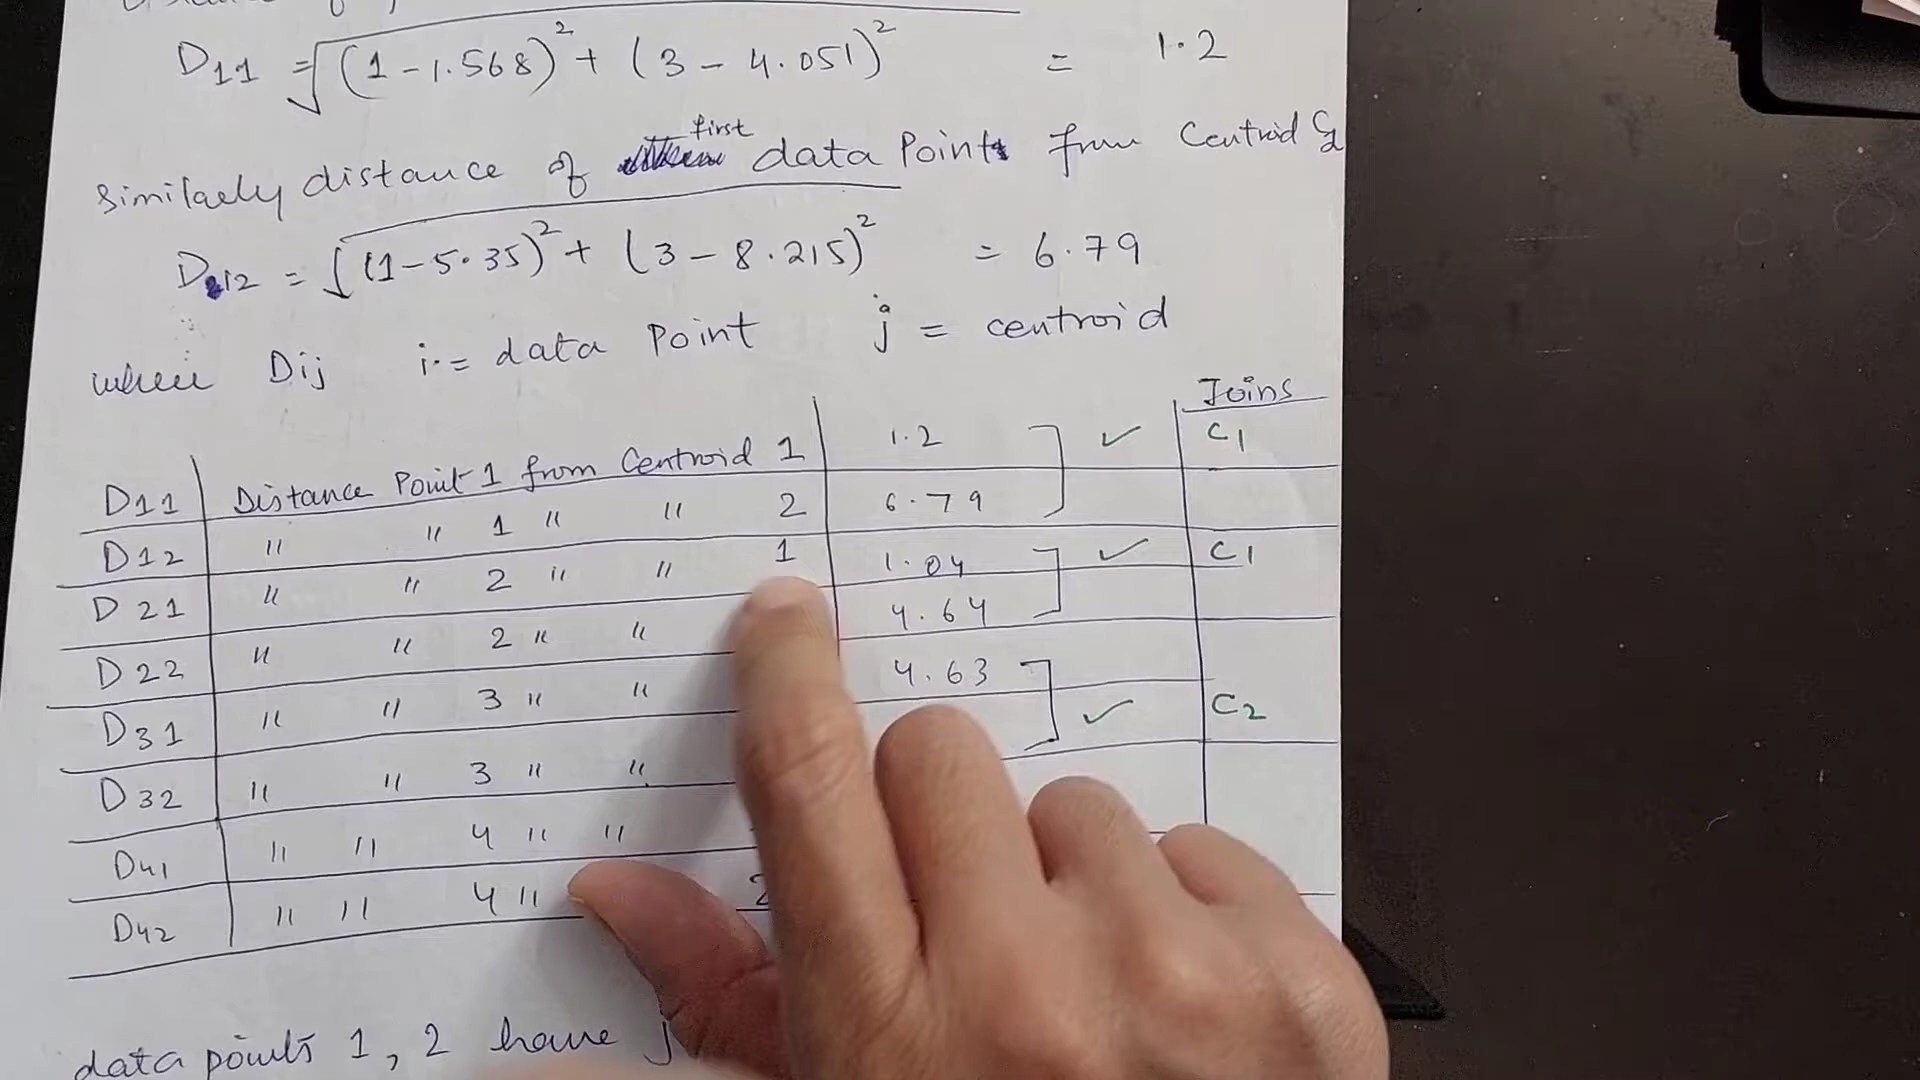 D11 = √(1-1.568)² + (3-4.051)² = 1.2
first
Similarly distance of data Points from Centroid C2
D12 = √(1-5.35)² + (3-8.215)² = 6.79
where Dij i = data Point j = centroid
Joins
D11 Distance Point 1 from Centroid 1 1.2 ✓ C1
D12 " " 1 " " 2 6.79
D21 " " 2 " " 1 1.04 ✓ C1
D22 " " 2 " " 4.64
D31 " " 3 " " 4.63
D32 " " 3 " " ✓ C2
D41 " " 4 " "
D42 " " 4 " 2
data points 1, 2 have j